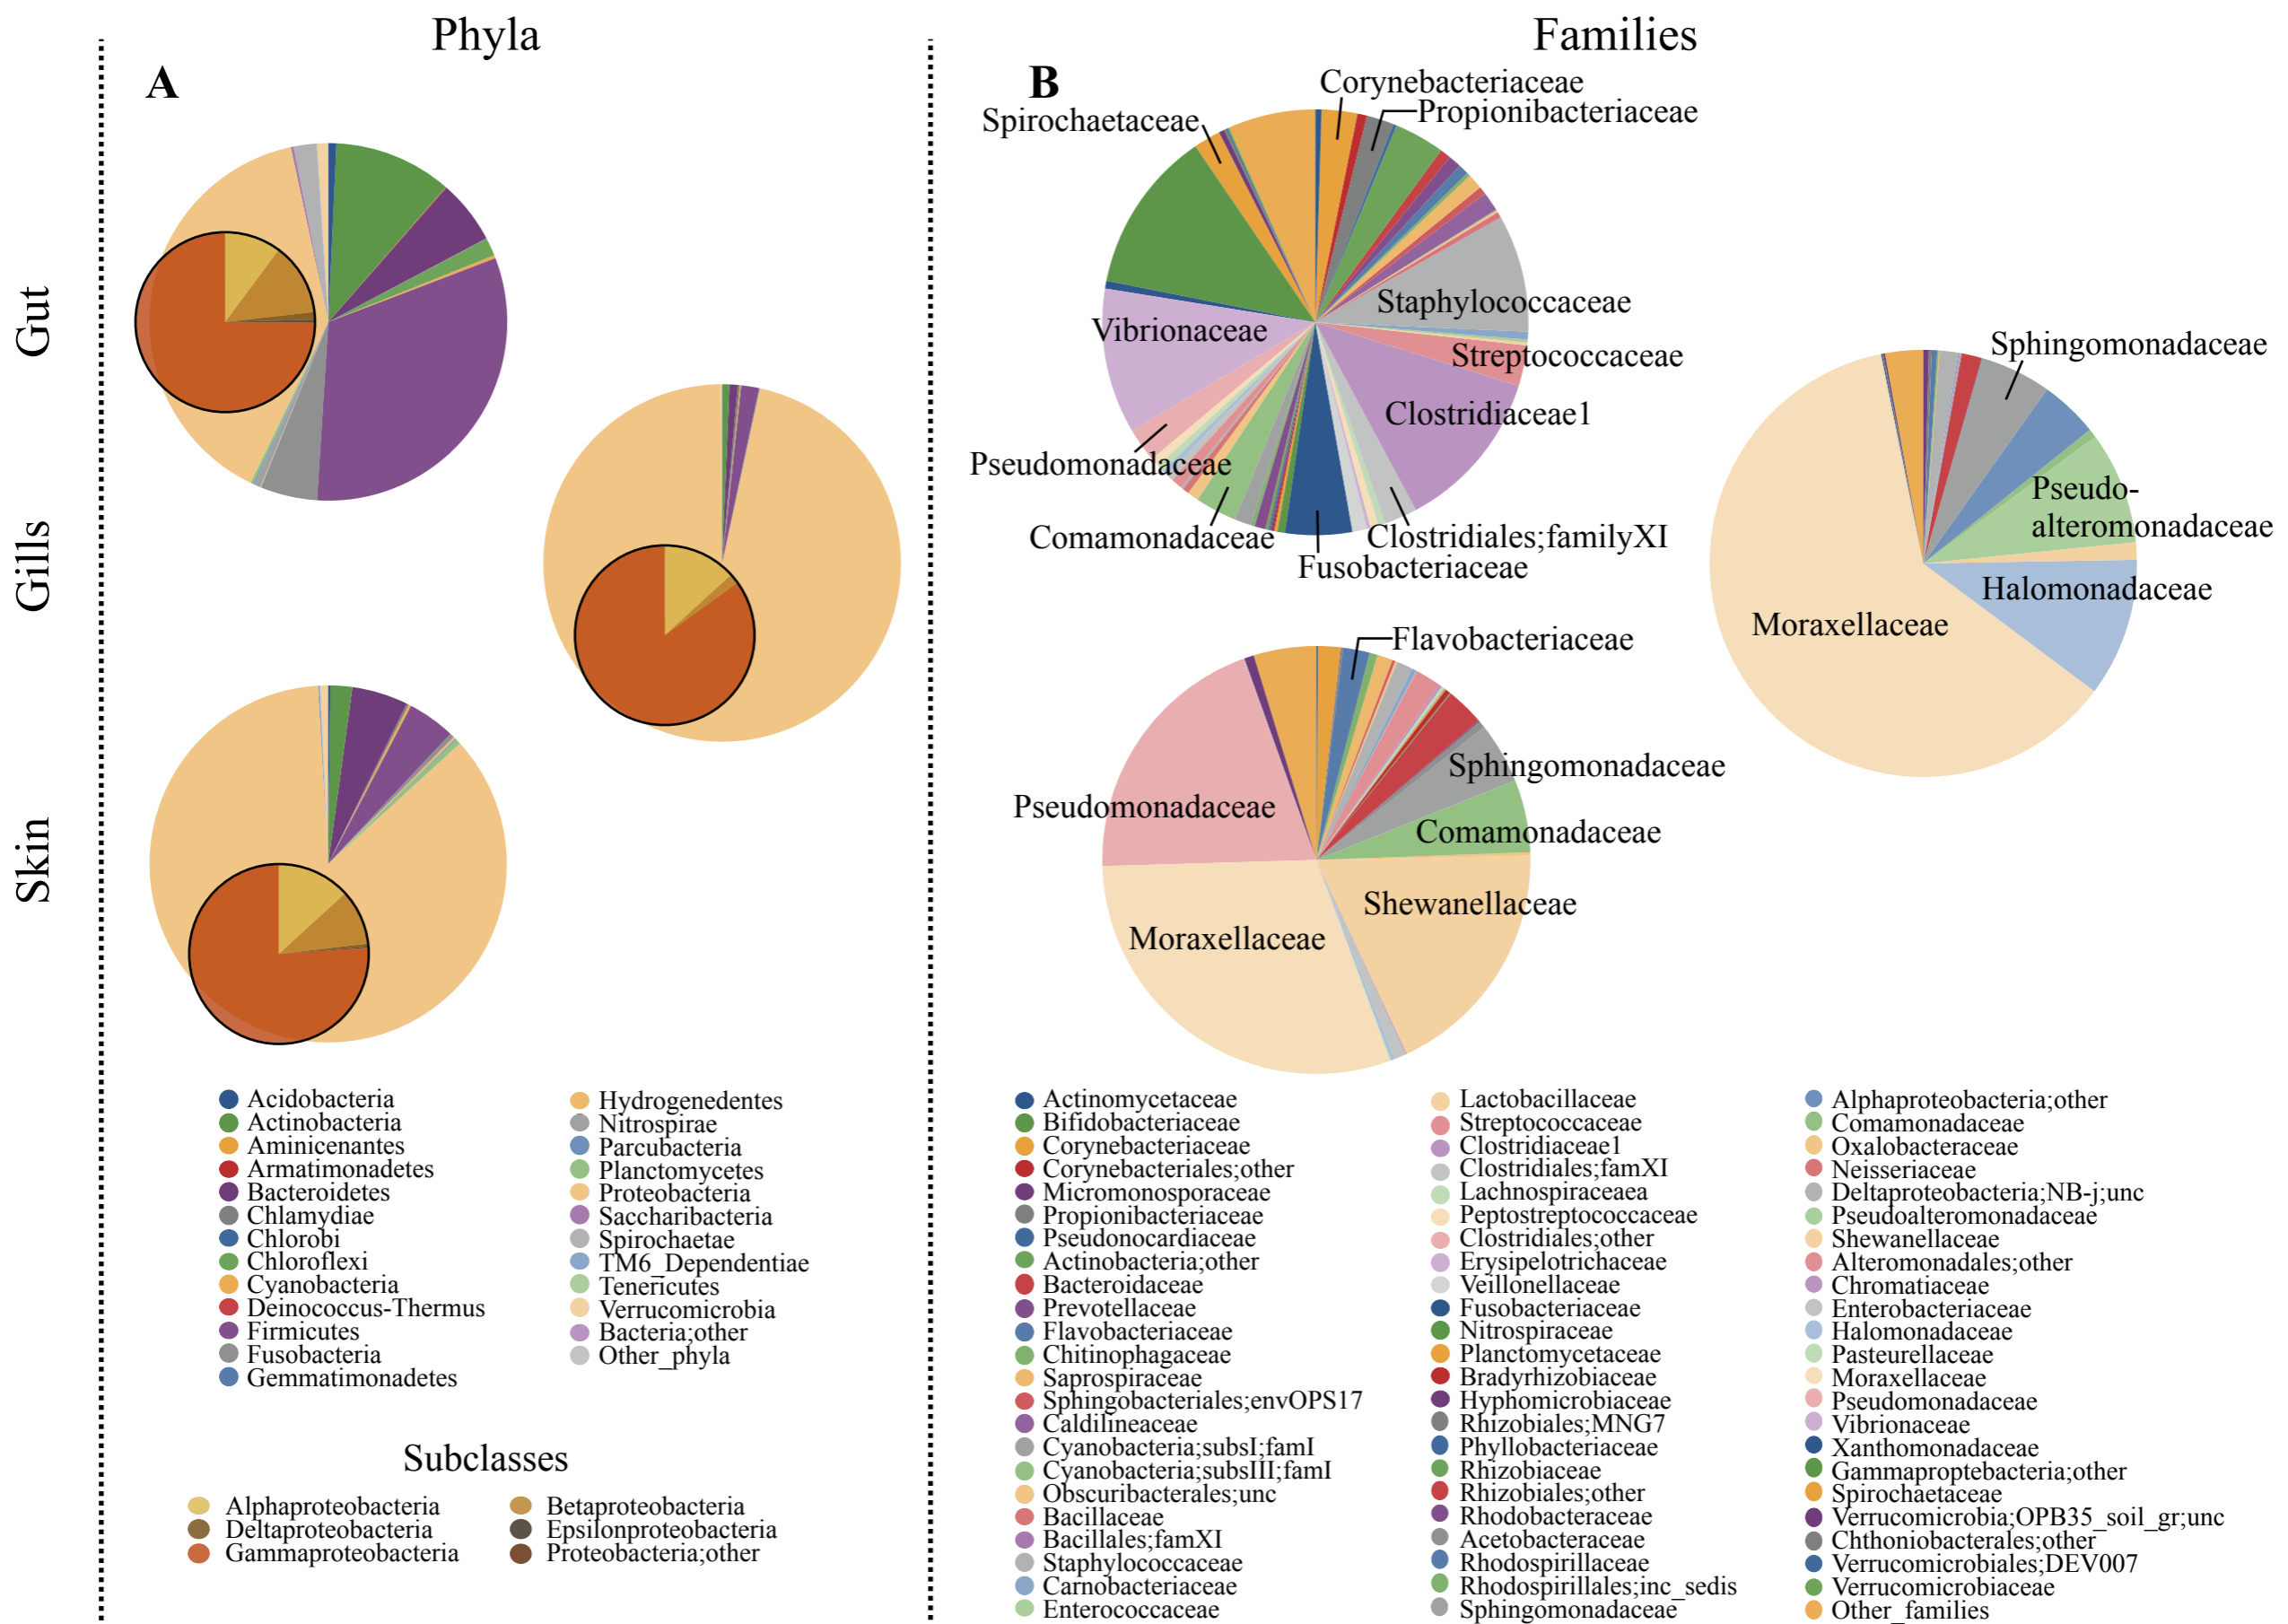 Phyla
Families
A
B
Gut
Gills
Skin
Corynebacteriaceae
Propionibacteriaceae
Spirochaetaceae
Staphylococcaceae
Vibrionaceae
Streptococcaceae
Clostridiaceae1
Pseudomonadaceae
Comamonadaceae
Clostridiales;familyXI
Fusobacteriaceae
Sphingomonadaceae
Pseudo-
alteromonadaceae
Halomonadaceae
Moraxellaceae
Flavobacteriaceae
Sphingomonadaceae
Pseudomonadaceae
Comamonadaceae
Shewanellaceae
Moraxellaceae
Acidobacteria
Actinobacteria
Aminicenantes
Armatimonadetes
Bacteroidetes
Chlamydiae
Chlorobi
Chloroflexi
Cyanobacteria
Deinococcus-Thermus
Firmicutes
Fusobacteria
Gemmatimonadetes
Hydrogenedentes
Nitrospirae
Parcubacteria
Planctomycetes
Proteobacteria
Saccharibacteria
Spirochaetae
TM6_Dependentiae
Tenericutes
Verrucomicrobia
Bacteria;other
Other_phyla
Subclasses
Alphaproteobacteria
Deltaproteobacteria
Gammaproteobacteria
Betaproteobacteria
Epsilonproteobacteria
Proteobacteria;other
Actinomycetaceae
Bifidobacteriaceae
Corynebacteriaceae
Corynebacteriales;other
Micromonosporaceae
Propionibacteriaceae
Pseudonocardiaceae
Actinobacteria;other
Bacteroidaceae
Prevotellaceae
Flavobacteriaceae
Chitinophagaceae
Saprospiraceae
Sphingobacteriales;envOPS17
Caldilineaceae
Cyanobacteria;subsI;famI
Cyanobacteria;subsIII;famI
Obscuribacterales;unc
Bacillaceae
Bacillales;famXI
Staphylococcaceae
Carnobacteriaceae
Enterococcaceae
Lactobacillaceae
Streptococcaceae
Clostridiaceae1
Clostridiales;famXI
Lachnospiraceaea
Peptostreptococcaceae
Clostridiales;other
Erysipelotrichaceae
Veillonellaceae
Fusobacteriaceae
Nitrospiraceae
Planctomycetaceae
Bradyrhizobiaceae
Hyphomicrobiaceae
Rhizobiales;MNG7
Phyllobacteriaceae
Rhizobiaceae
Rhizobiales;other
Rhodobacteraceae
Acetobacteraceae
Rhodospirillaceae
Rhodospirillales;inc_sedis
Sphingomonadaceae
Alphaproteobacteria;other
Comamonadaceae
Oxalobacteraceae
Neisseriaceae
Deltaproteobacteria;NB-j;unc
Pseudoalteromonadaceae
Shewanellaceae
Alteromonadales;other
Chromatiaceae
Enterobacteriaceae
Halomonadaceae
Pasteurellaceae
Moraxellaceae
Pseudomonadaceae
Vibrionaceae
Xanthomonadaceae
Gammaproptebacteria;other
Spirochaetaceae
Verrucomicrobia;OPB35_soil_gr;unc
Chthoniobacterales;other
Verrucomicrobiales;DEV007
Verrucomicrobiaceae
Other_families